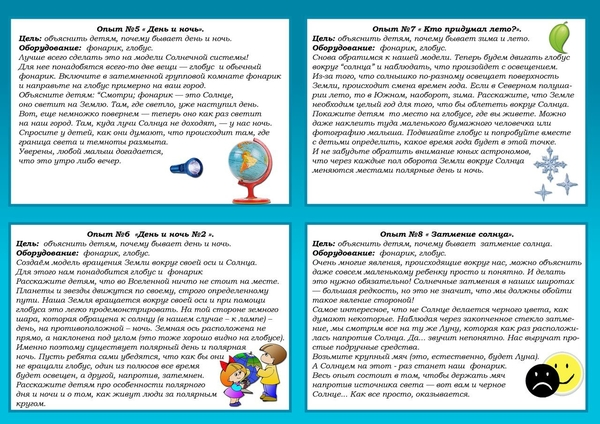 Опыт №5 « День и ночь».
Цель: объяснить детям, почему бывает день и ночь.
Оборудование: фонарик, глобус.
Лучше всего сделать это на модели Солнечной системы!
Для нее понадобятся всего-то две вещи — глобус и обычный
фонарик. Включите в затемненной групповой комнате фонарик
и направьте на глобус примерно на ваш город.
Объясните детям: "Смотри; фонарик — это Солнце,
оно светит на Землю. Там, где светло, уже наступил день.
Вот, еще немножко повернем — теперь оно как раз светит
на наш город. Там, куда лучи Солнца не доходят, — у нас ночь.
Спросите у детей, как они думают, что происходит там, где
граница света и темноты размыта.
Уверены, любой малыш догадается,
что это утро либо вечер.
Опыт №6 «День и ночь №2 ».
Цель: объяснить детям, почему бывает день и ночь.
Оборудование: фонарик, глобус.
Создаём модель вращения Земли вокруг своей оси и Солнца.
Для этого нам понадобится глобус и фонарик
Расскажите детям, что во Вселенной ничто не стоит на месте.
Планеты и звезды движутся по своему, строго определенному
пути. Наша Земля вращается вокруг своей оси и при помощи
глобуса это легко продемонстрировать. На той стороне земного
шара, которая обращена к солнцу (в нашем случае – к лампе) –
день, на противоположной – ночь. Земная ось расположена не
прямо, а наклонена под углом (это тоже хорошо видно на глобусе).
Именно поэтому существует полярный день и полярная
ночь. Пусть ребята сами убедятся, что как бы они
не вращали глобус, один из полюсов все время
будет освещен, а другой, напротив, затемнен.
Расскажите детям про особенности полярного
дня и ночи и о том, как живут люди за полярным
кругом.
Опыт №7 « Кто придумал лето?».
Цель: объяснить детям, почему бывает зима и лето.
Оборудование: фонарик, глобус.
Снова обратимся к нашей модели. Теперь будем двигать глобус
вокруг "солнца" и наблюдать, что произойдет с освещением.
Из-за того, что солнышко по-разному освещает поверхность
Земли, происходит смена времен года. Если в Северном полуша-
рии лето, то в Южном, наоборот, зима. Расскажите, что Земле
необходим целый год для того, что бы облететь вокруг Солнца.
Покажите детям то место на глобусе, где вы живете. Можно
даже наклеить туда маленького бумажного человечка или
фотографию малыша. Подвигайте глобус и попробуйте вместе
с детьми определить, какое время года будет в этой точке.
И не забудьте обратить внимание юных астрономов,
что через каждые пол оборота Земли вокруг Солнца
меняются местами полярные день и ночь.
Опыт №8 « Затмение солнца».
Цель: объяснить детям, почему бывает затмение солнца.
Оборудование: фонарик, глобус.
Очень многие явления, происходящие вокруг нас, можно объяснить
даже совсем маленькому ребенку просто и понятно. И делать
это нужно обязательно! Солнечные затмения в наших широтах
— большая редкость, но это не значит, что мы должны обойти
такое явление стороной!
Самое интересное, что не Солнце делается черного цвета, как
думают некоторые. Наблюдая через закопченное стекло затме-
ние, мы смотрим все на ту же Луну, которая как раз расположи-
лась напротив Солнца. Да... звучит непонятно. Нас выручат про-
стые подручные средства.
Возьмите крупный мяч (это, естественно, будет Луна).
А Солнцем на этот - раз станет наш фонарик.
Весь опыт состоит в том, чтобы держать мяч
напротив источника света — вот вам и черное
Солнце... Как все просто, оказывается.